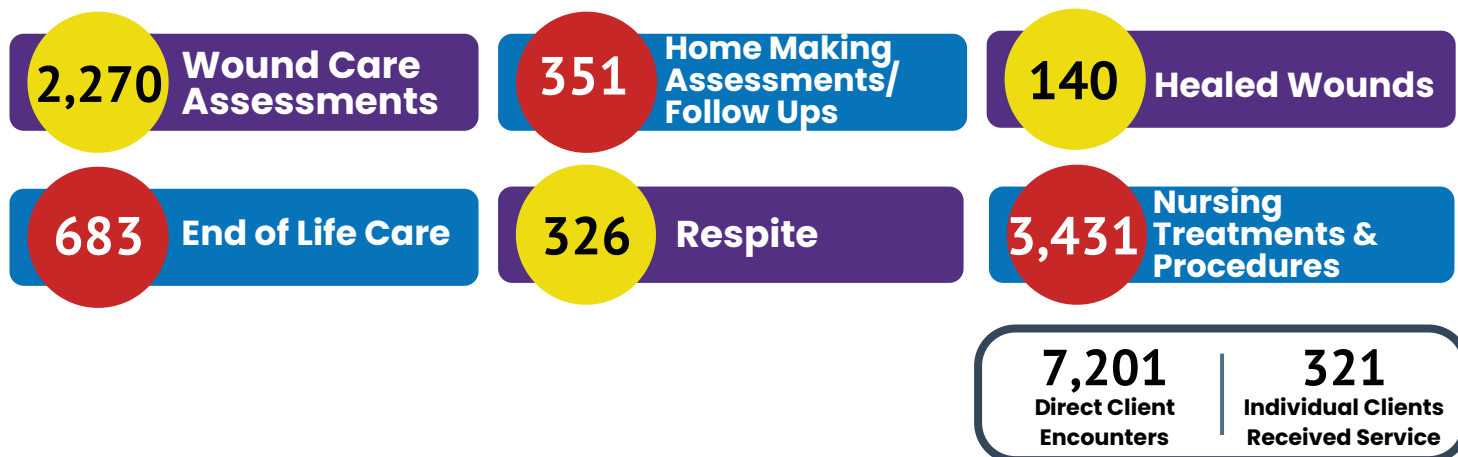 2,270
Wound Care
Assessments
351
Home Making
Assessments/
Follow Ups
140
Healed Wounds
683
End of Life Care
326
Respite
3,431
Nursing
Treatments &
Procedures
7,201
Direct Client
Encounters
321
Individual Clients
Received Service